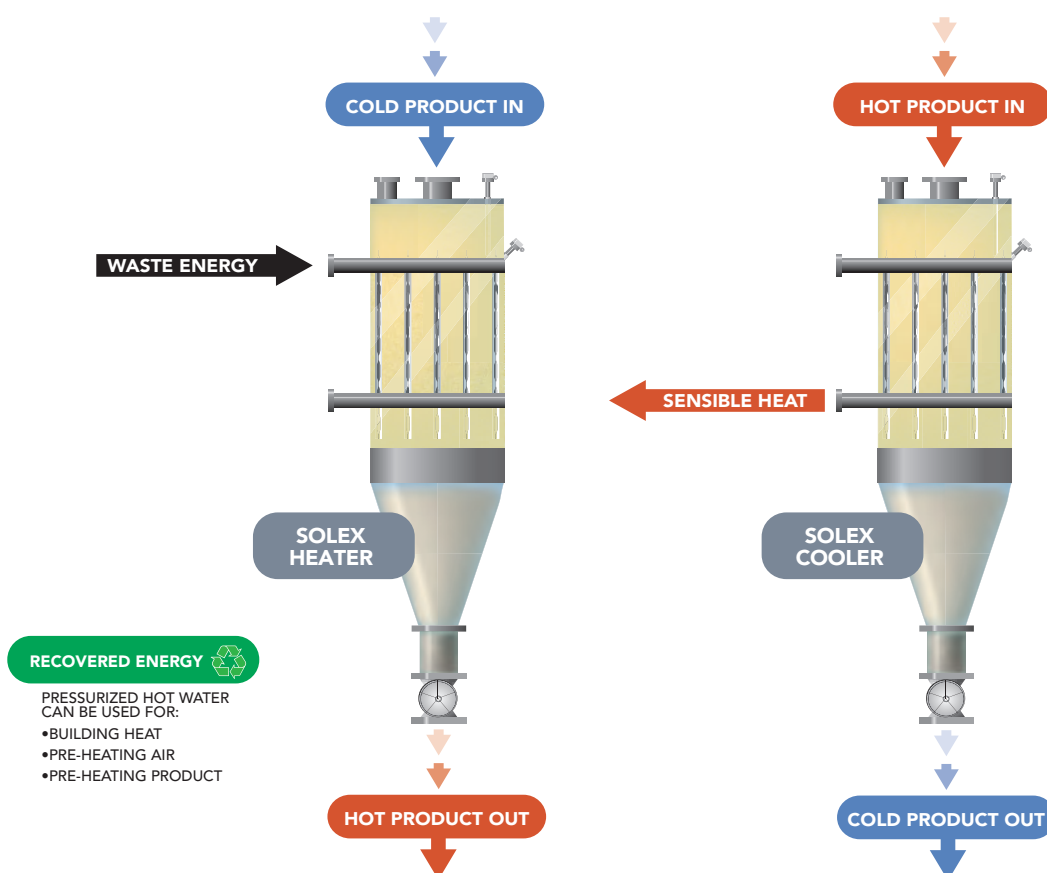 COLD PRODUCT IN
HOT PRODUCT IN
WASTE ENERGY
SENSIBLE HEAT
SOLEX
HEATER
SOLEX
COOLER
RECOVERED ENERGY
PRESSURIZED HOT WATER
CAN BE USED FOR:
•BUILDING HEAT
•PRE-HEATING AIR
•PRE-HEATING PRODUCT
HOT PRODUCT OUT
COLD PRODUCT OUT